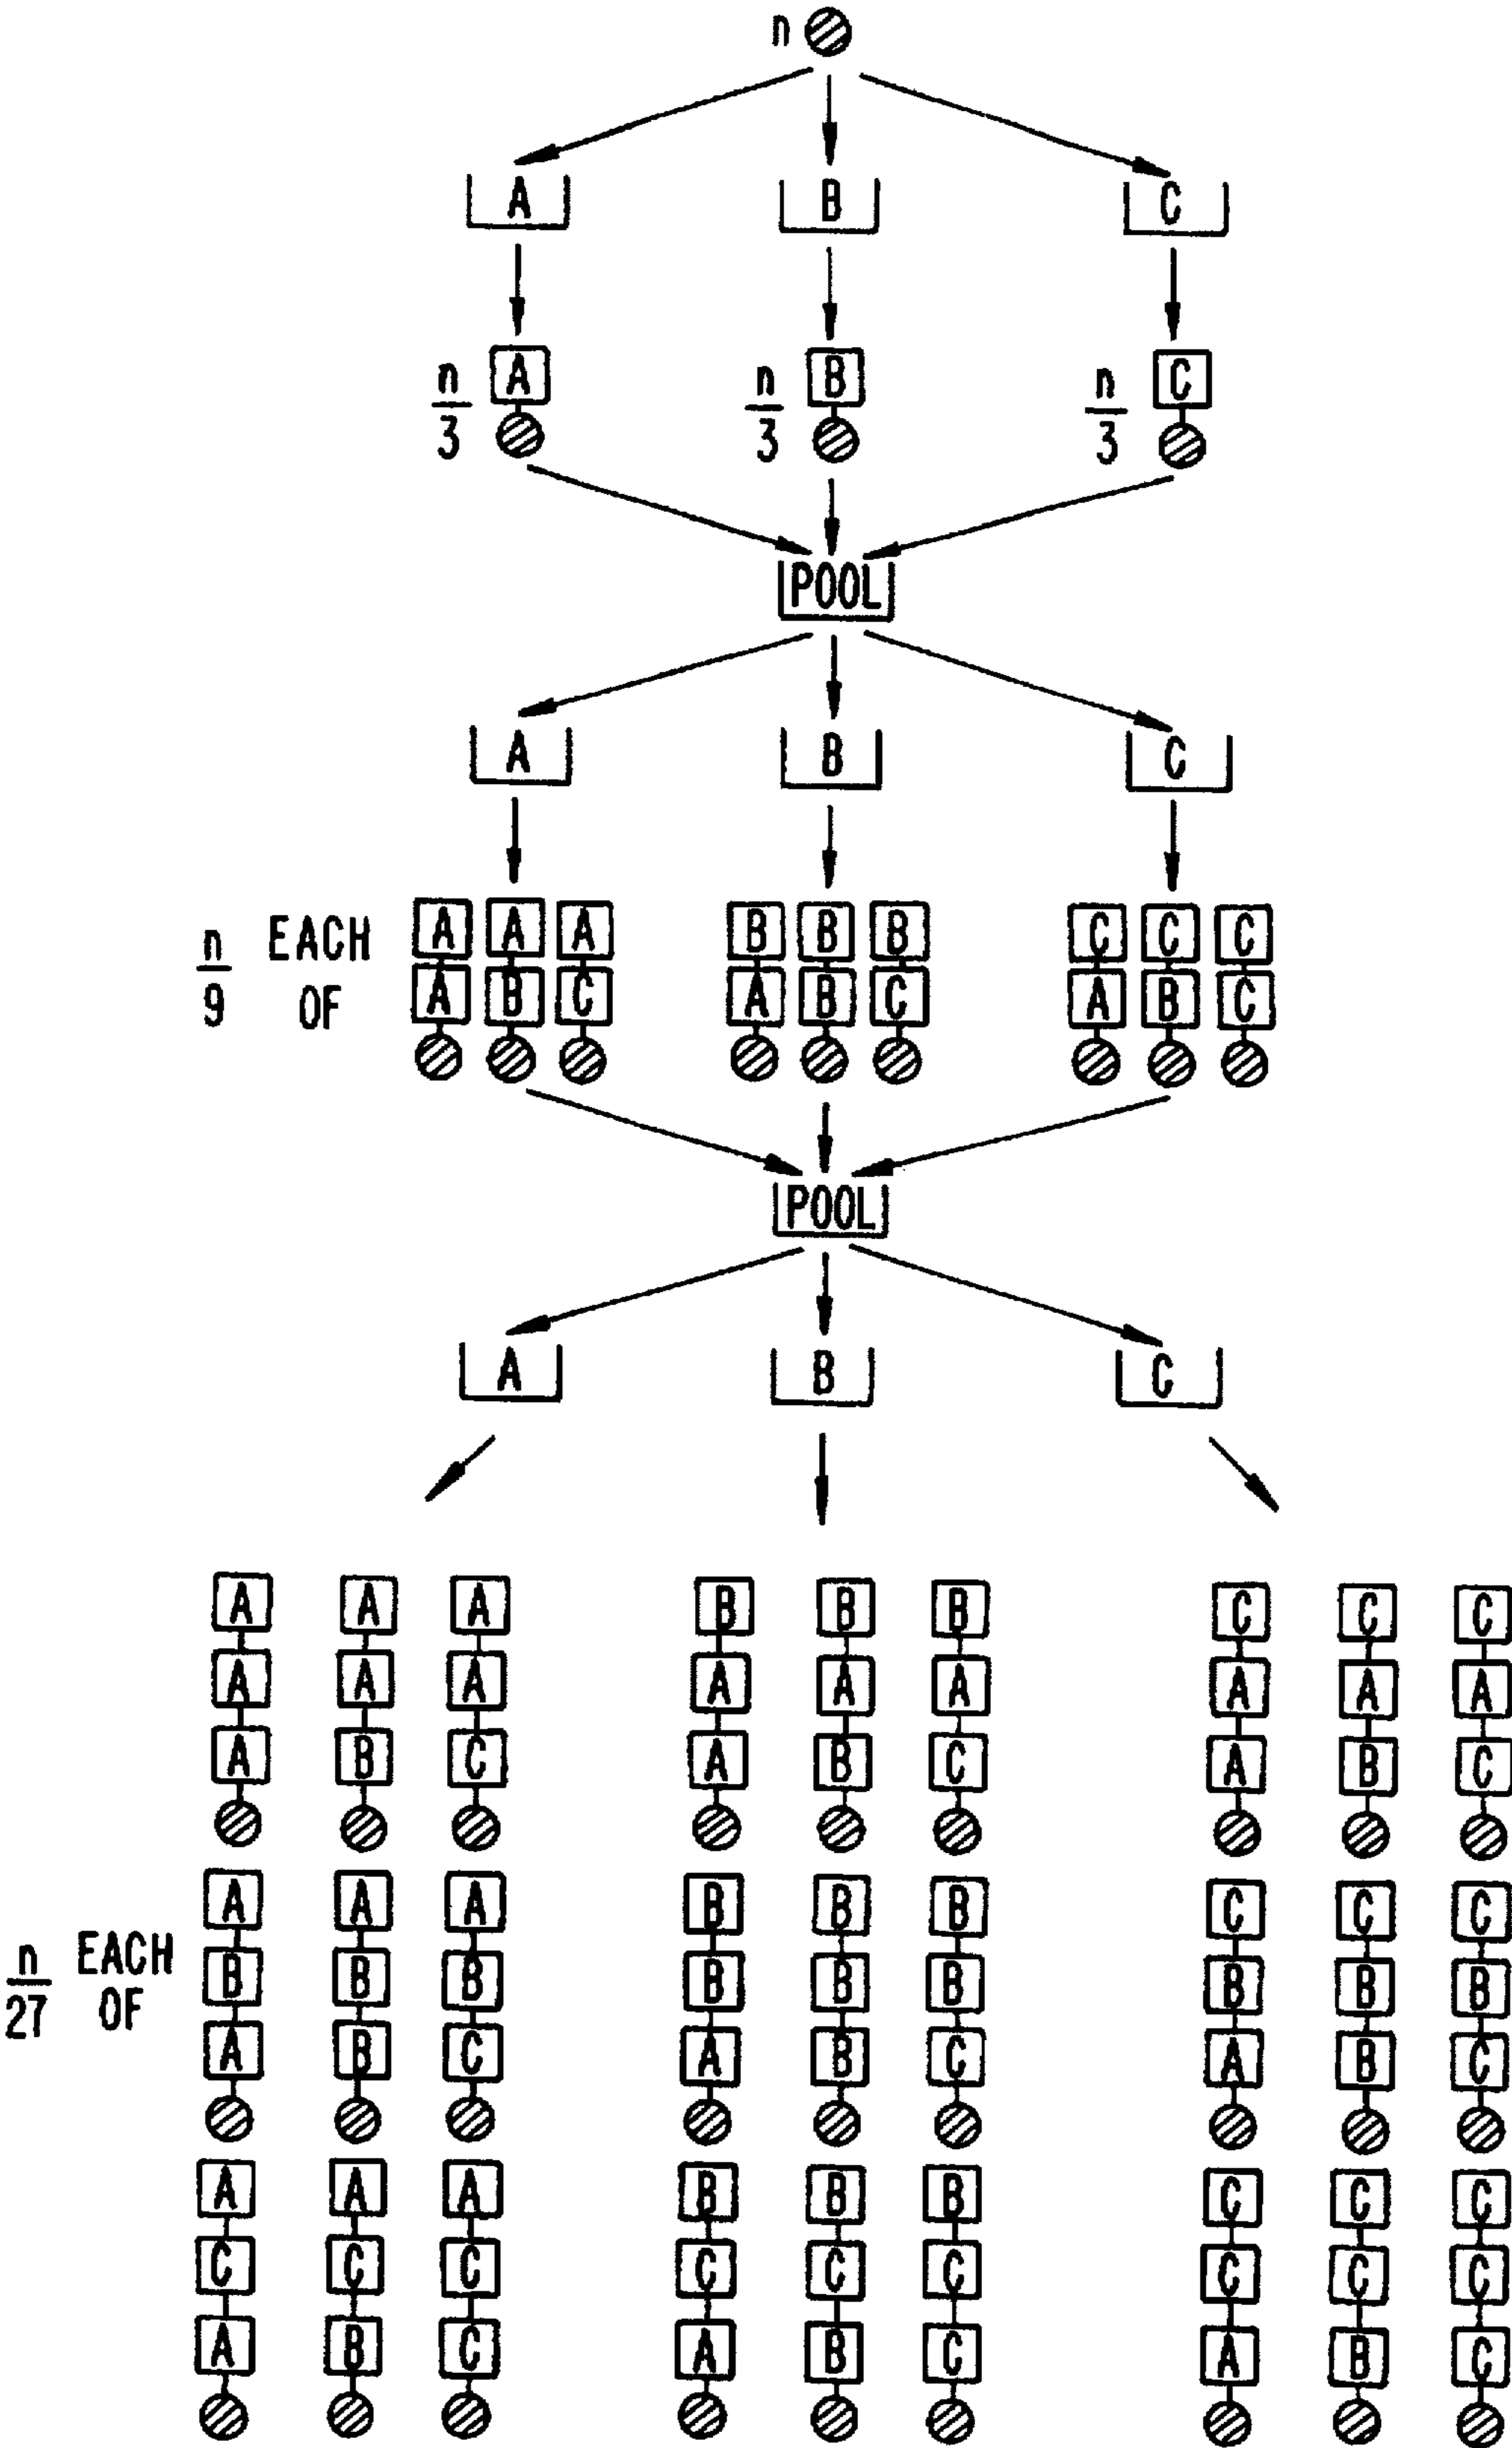 n
A B C
n/3 A n/3 B n/3 C
POOL
A B C
n/9 EACH OF
A A A B B B C C C
A B C A B C A B C
POOL
A B C
A A A B B B C C C
A A A A A A A A A
A B C A B C A B C
n/27 EACH OF
A A A B B B C C C
B B B B B B B B B
A B C A B C A B C
A A A B B B C C C
C C C C C C C C C
A B C A B C A B C